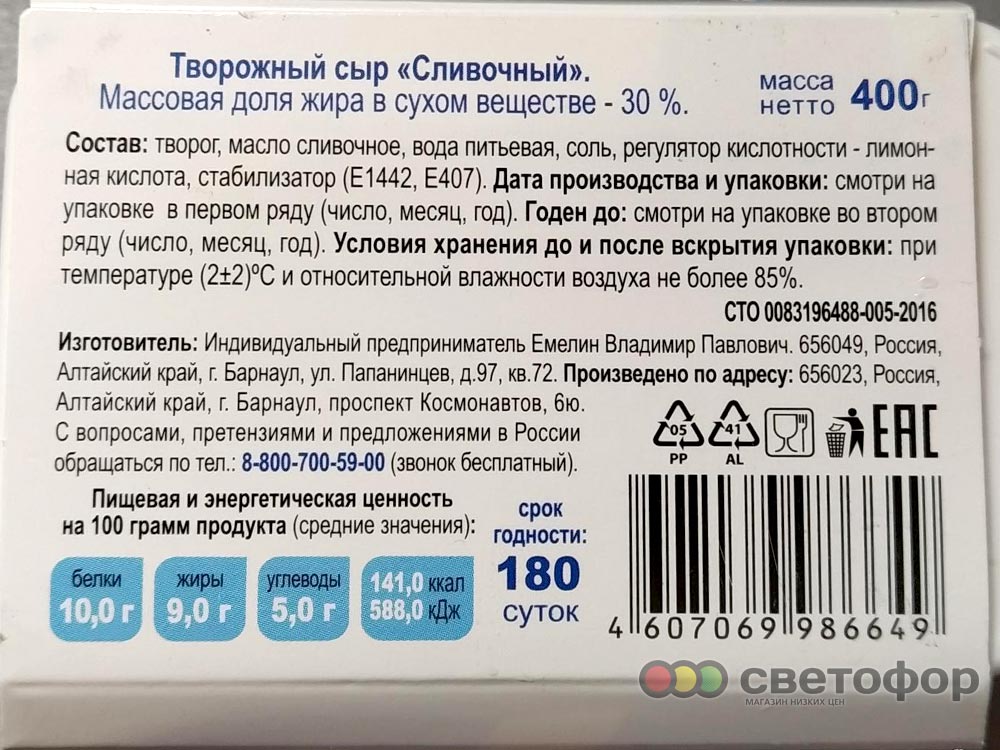 Творожный сыр «Сливочный».
Массовая доля жира в сухом веществе - 30 %.
масса
нетто 400г
Состав: творог, масло сливочное, вода питьевая, соль, регулятор кислотности - лимон-
ная кислота, стабилизатор (Е1442, Е407). Дата производства и упаковки: смотри на
упаковке в первом ряду (число, месяц, год). Годен до: смотри на упаковке во втором
ряду (число, месяц, год). Условия хранения до и после вскрытия упаковки: при
температуре (2±2)ºС и относительной влажности воздуха не более 85%.
СТО 0083196488-005-2016
Изготовитель: Индивидуальный предприниматель Емелин Владимир Павлович. 656049, Россия,
Алтайский край, г. Барнаул, ул. Папанинцев, д.97, кв.72. Произведено по адресу: 656023, Россия,
Алтайский край, г. Барнаул, проспект Космонавтов, 6ю.
С вопросами, претензиями и предложениями в России
обращаться по тел.: 8-800-700-59-00 (звонок бесплатный).
05
PP
41
AL
EAC
Пищевая и энергетическая ценность
на 100 грамм продукта (средние значения):
белки
10,0 г
жиры
9,0 г
углеводы
5,0 г
141,0 ккал
588,0 кДж
срок
годности:
180
суток
4 607069 986649
светофор
МАГАЗИН НИЗКИХ ЦЕН